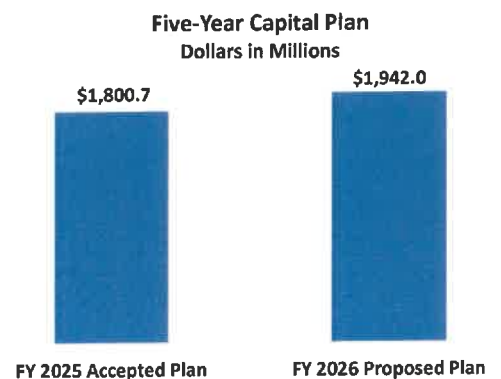 Five-Year Capital Plan
Dollars in Millions
$1,800.7
$1,942.0
FY 2025 Accepted Plan
FY 2026 Proposed Plan